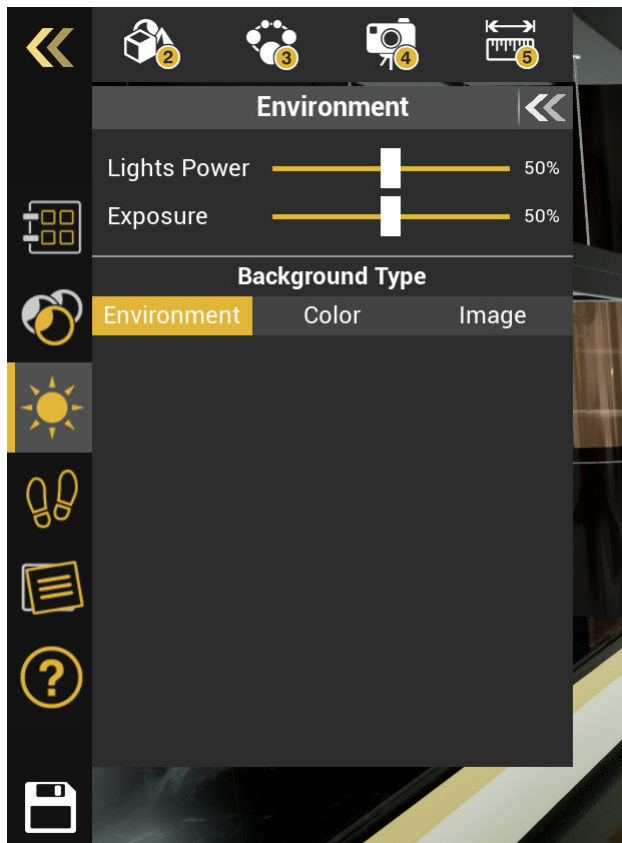 2 3 4 5
Environment
Lights Power 50%
Exposure 50%
Background Type
Environment Color Image
?